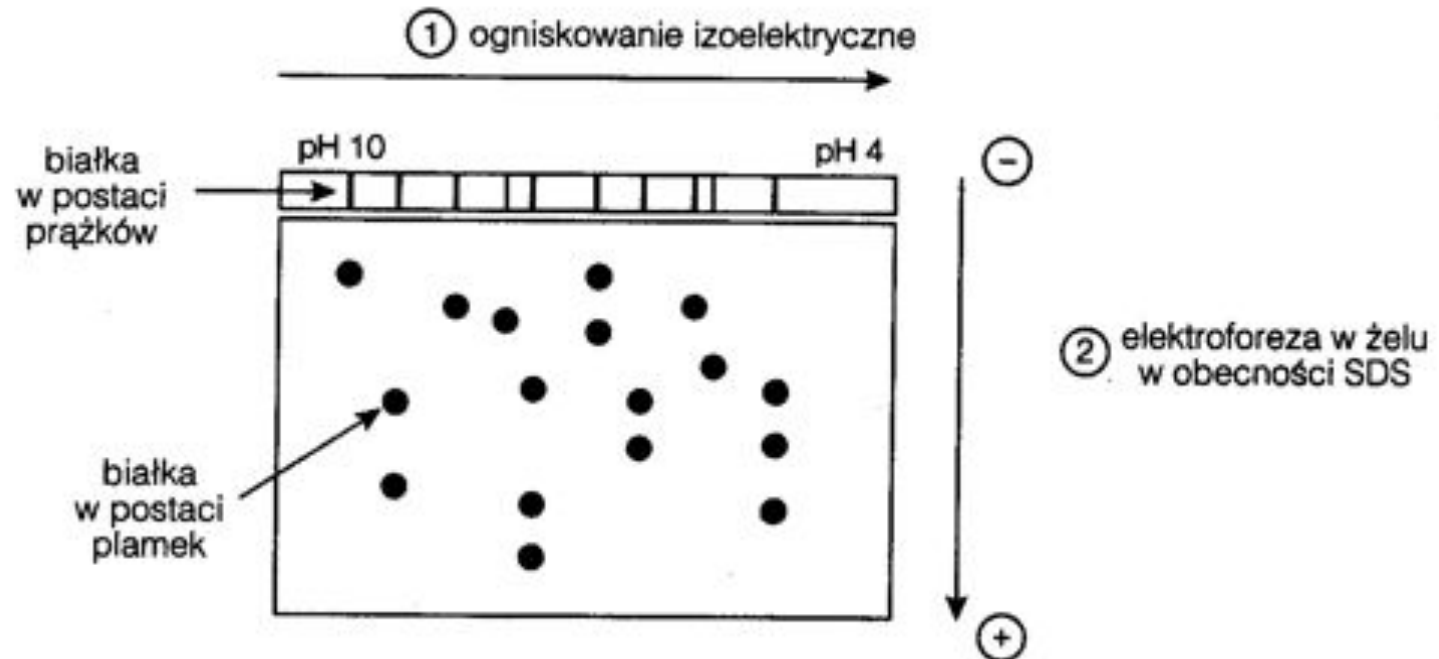 1 ogniskowanie izoelektryczne
pH 10
pH 4
białka
w postaci
prążków
−
2 elektroforeza w żelu
w obecności SDS
białka
w postaci
plamek
+